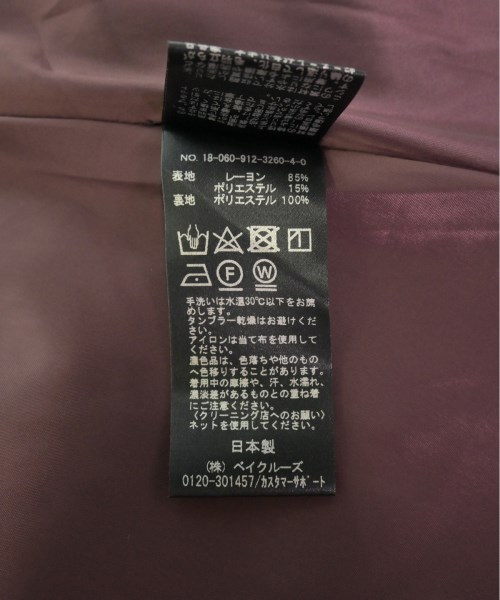 NO. 18-060-912-3260-4-0
表地 レーヨン 85%
ポリエステル 15%
裏地 ポリエステル 100%
F W
手洗いは水温30℃以下をお薦
めします。
タンブラー乾燥はお避けくだ
さい。
アイロンは当て布を使用して
ください。
濃色品は、色落ちや他のもの
へ色移りすることがあります。
着用中の摩擦や、汗、水濡れ、
濃淡差があるものとの重ね着
にご注意ください。
〈クリーニング店へのお願い〉
ネットを使用してください。
日本製
(株) ベイクルーズ
0120-301457/カスタマーサポート